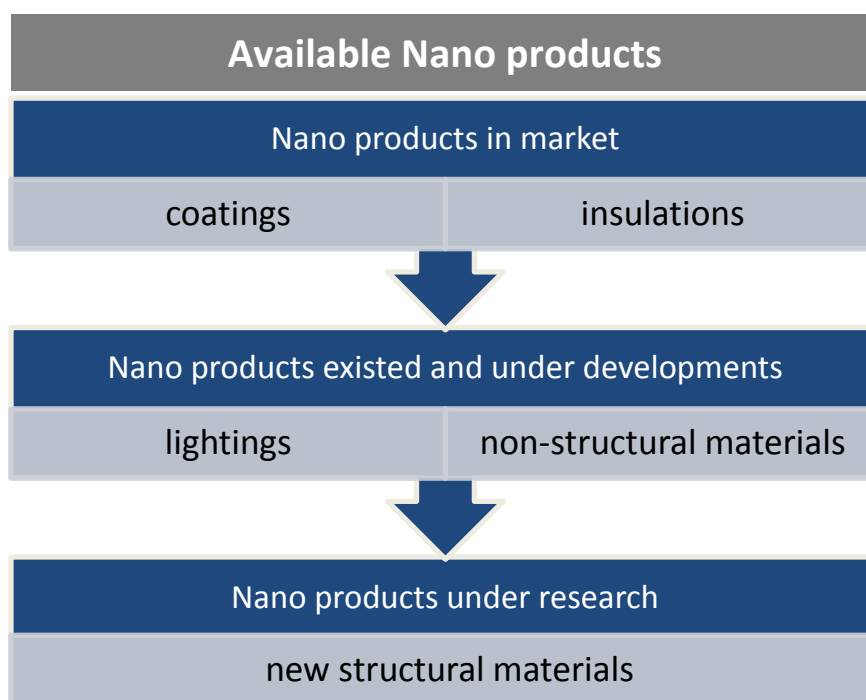 Available Nano products
Nano products in market
coatings
insulations
Nano products existed and under developments
lightings
non-structural materials
Nano products under research
new structural materials